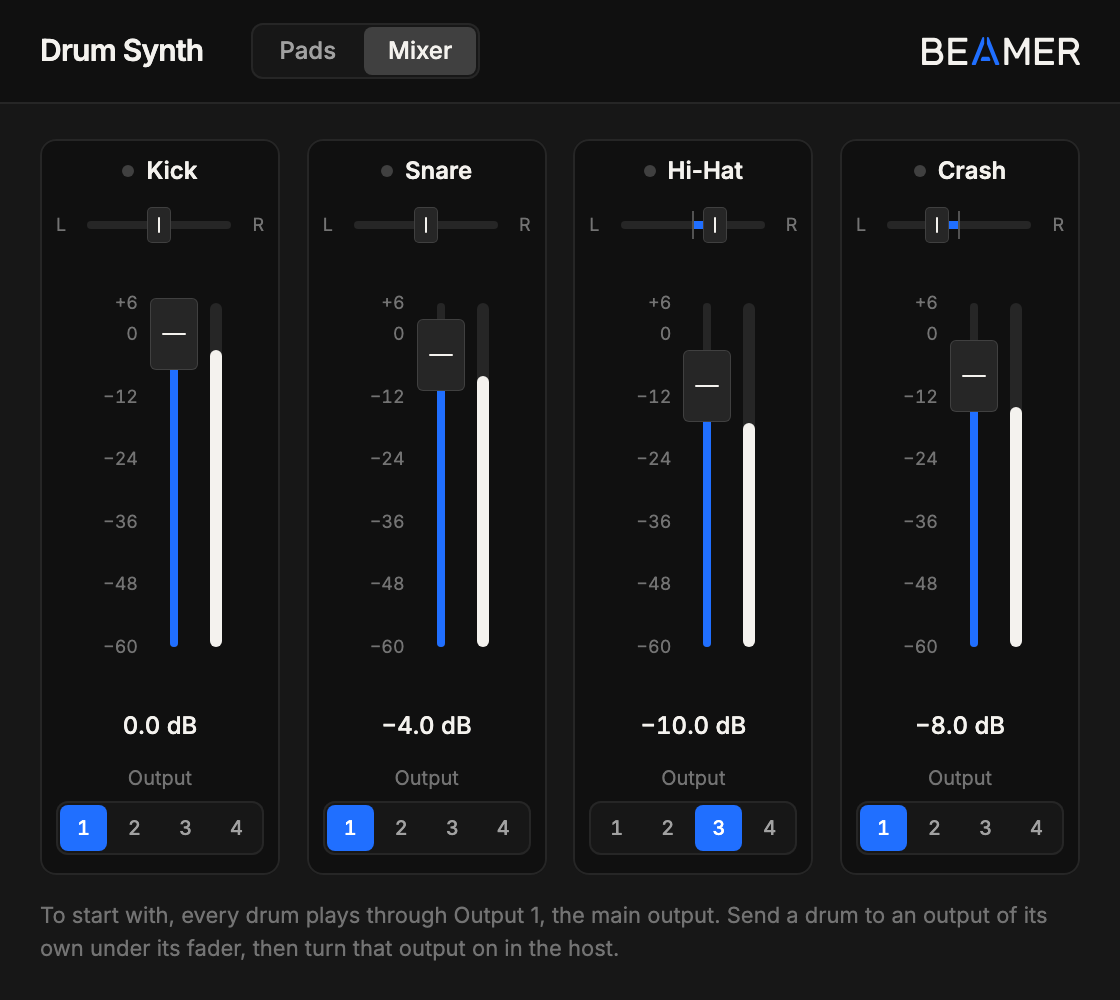 Drum Synth Pads Mixer BEAMER
Kick
L R
+6
0
−12
−24
−36
−48
−60
0.0 dB
Output
1 2 3 4
Snare
L R
+6
0
−12
−24
−36
−48
−60
−4.0 dB
Output
1 2 3 4
Hi-Hat
L R
+6
0
−12
−24
−36
−48
−60
−10.0 dB
Output
1 2 3 4
Crash
L R
+6
0
−12
−24
−36
−48
−60
−8.0 dB
Output
1 2 3 4
To start with, every drum plays through Output 1, the main output. Send a drum to an output of its
own under its fader, then turn that output on in the host.